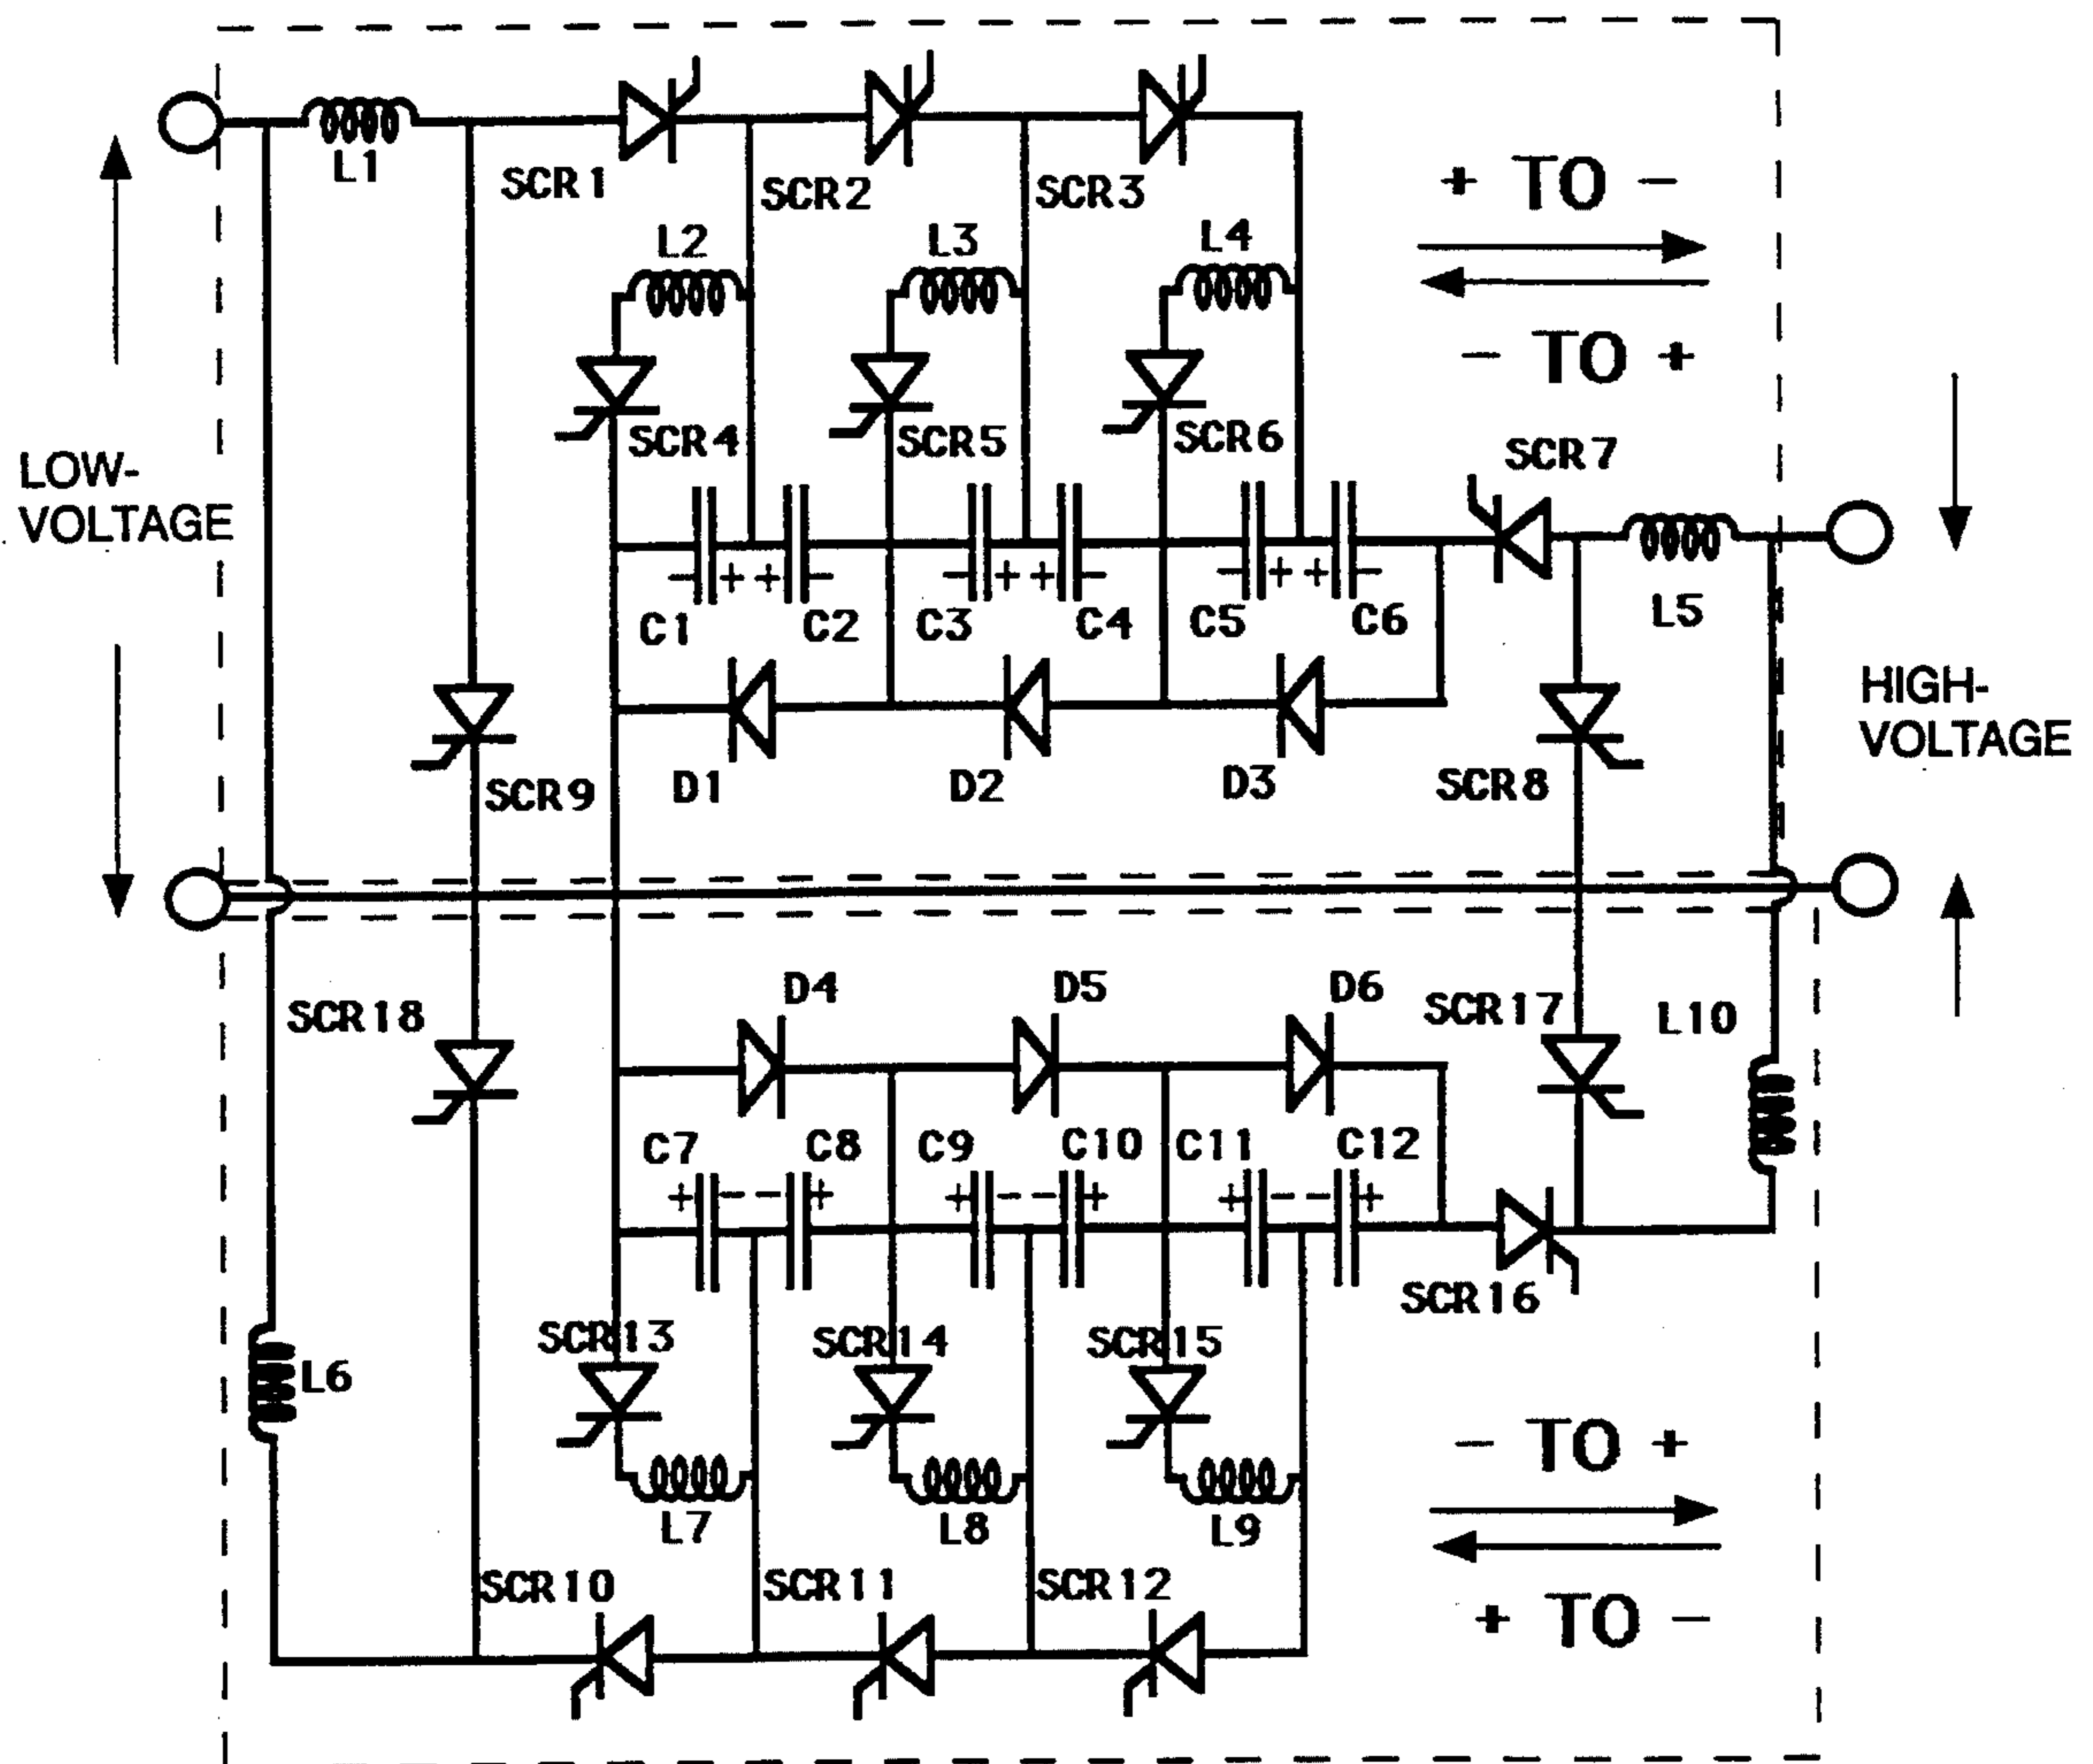 L1
SCR1
SCR2
SCR3
+ TO −
L2
L3
L4
− TO +
SCR4
SCR5
SCR6
SCR7
LOW-
VOLTAGE
− + + −
− + + −
− + + −
C1
C2
C3
C4
C5
C6
L5
HIGH-
VOLTAGE
D1
D2
D3
SCR8
SCR9
D4
D5
D6
SCR17
L10
SCR18
C7
C8
C9
C10
C11
C12
+ − − +
+ − − +
+ − − +
SCR16
SCR13
SCR14
SCR15
L6
− TO +
L7
L8
L9
SCR10
SCR11
SCR12
+ TO −